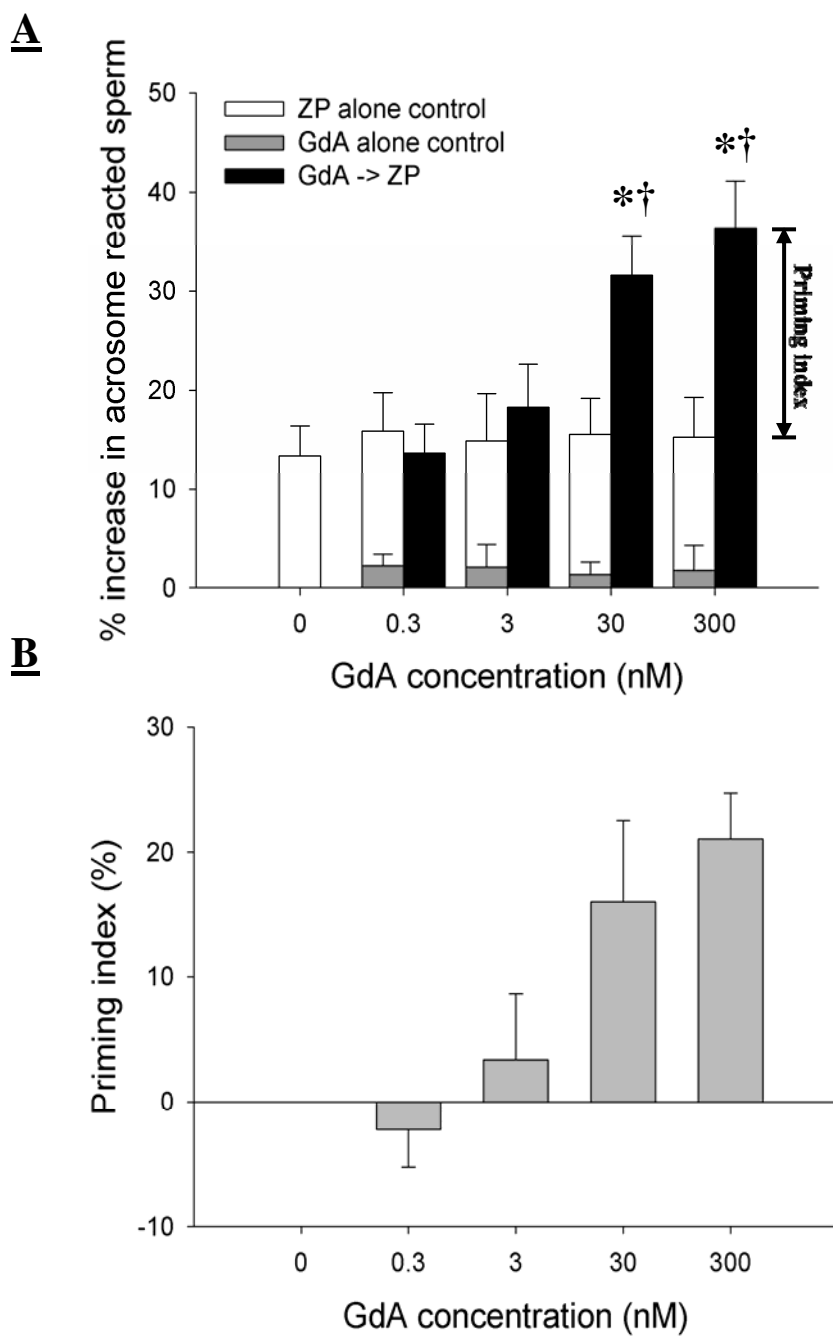 A
% increase in acrosome reacted sperm
50
40
30
20
10
0
ZP alone control
GdA alone control
GdA -> ZP
*†
*†
Priming index
0 0.3 3 30 300
GdA concentration (nM)
B
Priming index (%)
30
20
10
0
-10
0 0.3 3 30 300
GdA concentration (nM)